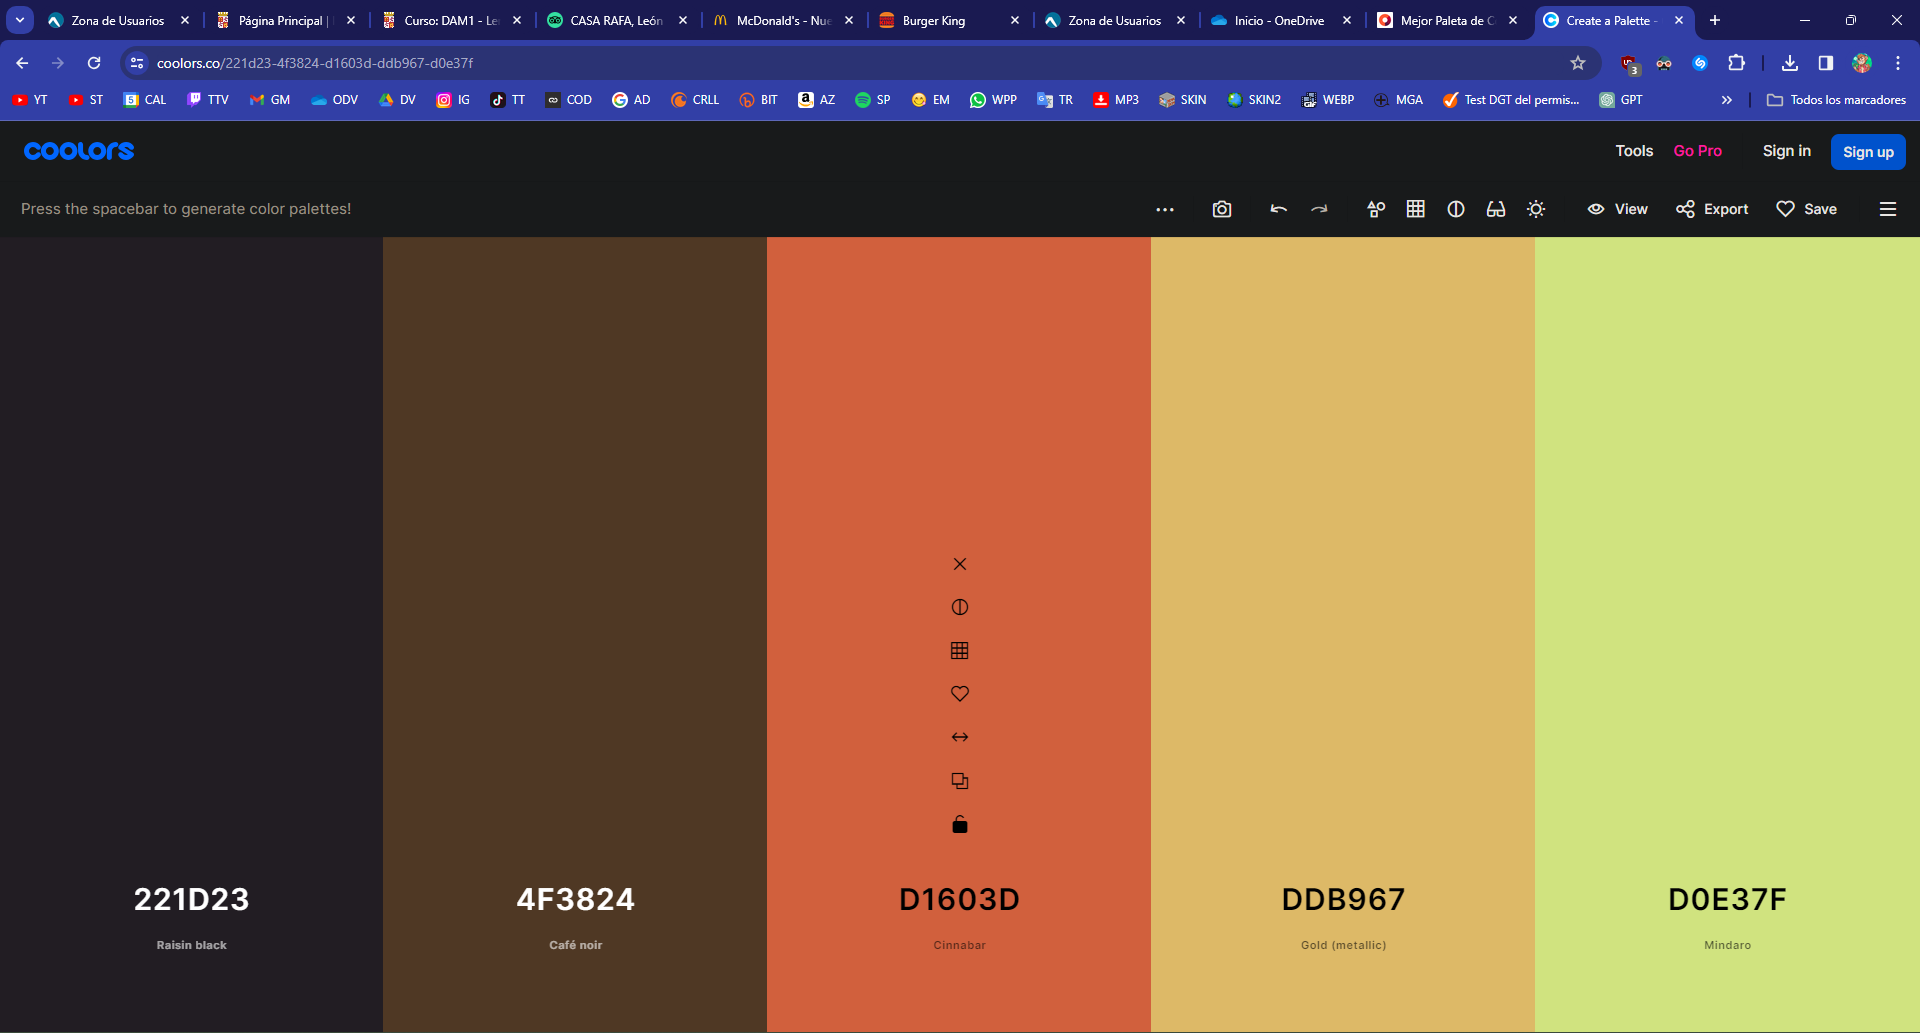 Zona de Usuarios
Página Principal |
Curso: DAM1 - Le
CASA RAFA, León
McDonald's - Nue
Burger King
Zona de Usuarios
Inicio - OneDrive
Mejor Paleta de C
Create a Palette -
coolors.co/221d23-4f3824-d1603d-ddb967-d0e37f
3
YT
ST
CAL
TTV
GM
ODV
DV
IG
TT
COD
AD
CRLL
BIT
AZ
SP
EM
WPP
TR
MP3
SKIN
SKIN2
WEBP
MGA
Test DGT del permis...
GPT
Todos los marcadores
coolors
Tools
Go Pro
Sign in
Sign up
Press the spacebar to generate color palettes!
View
Export
Save
221D23
4F3824
D1603D
DDB967
D0E37F
Raisin black
Café noir
Cinnabar
Gold (metallic)
Mindaro